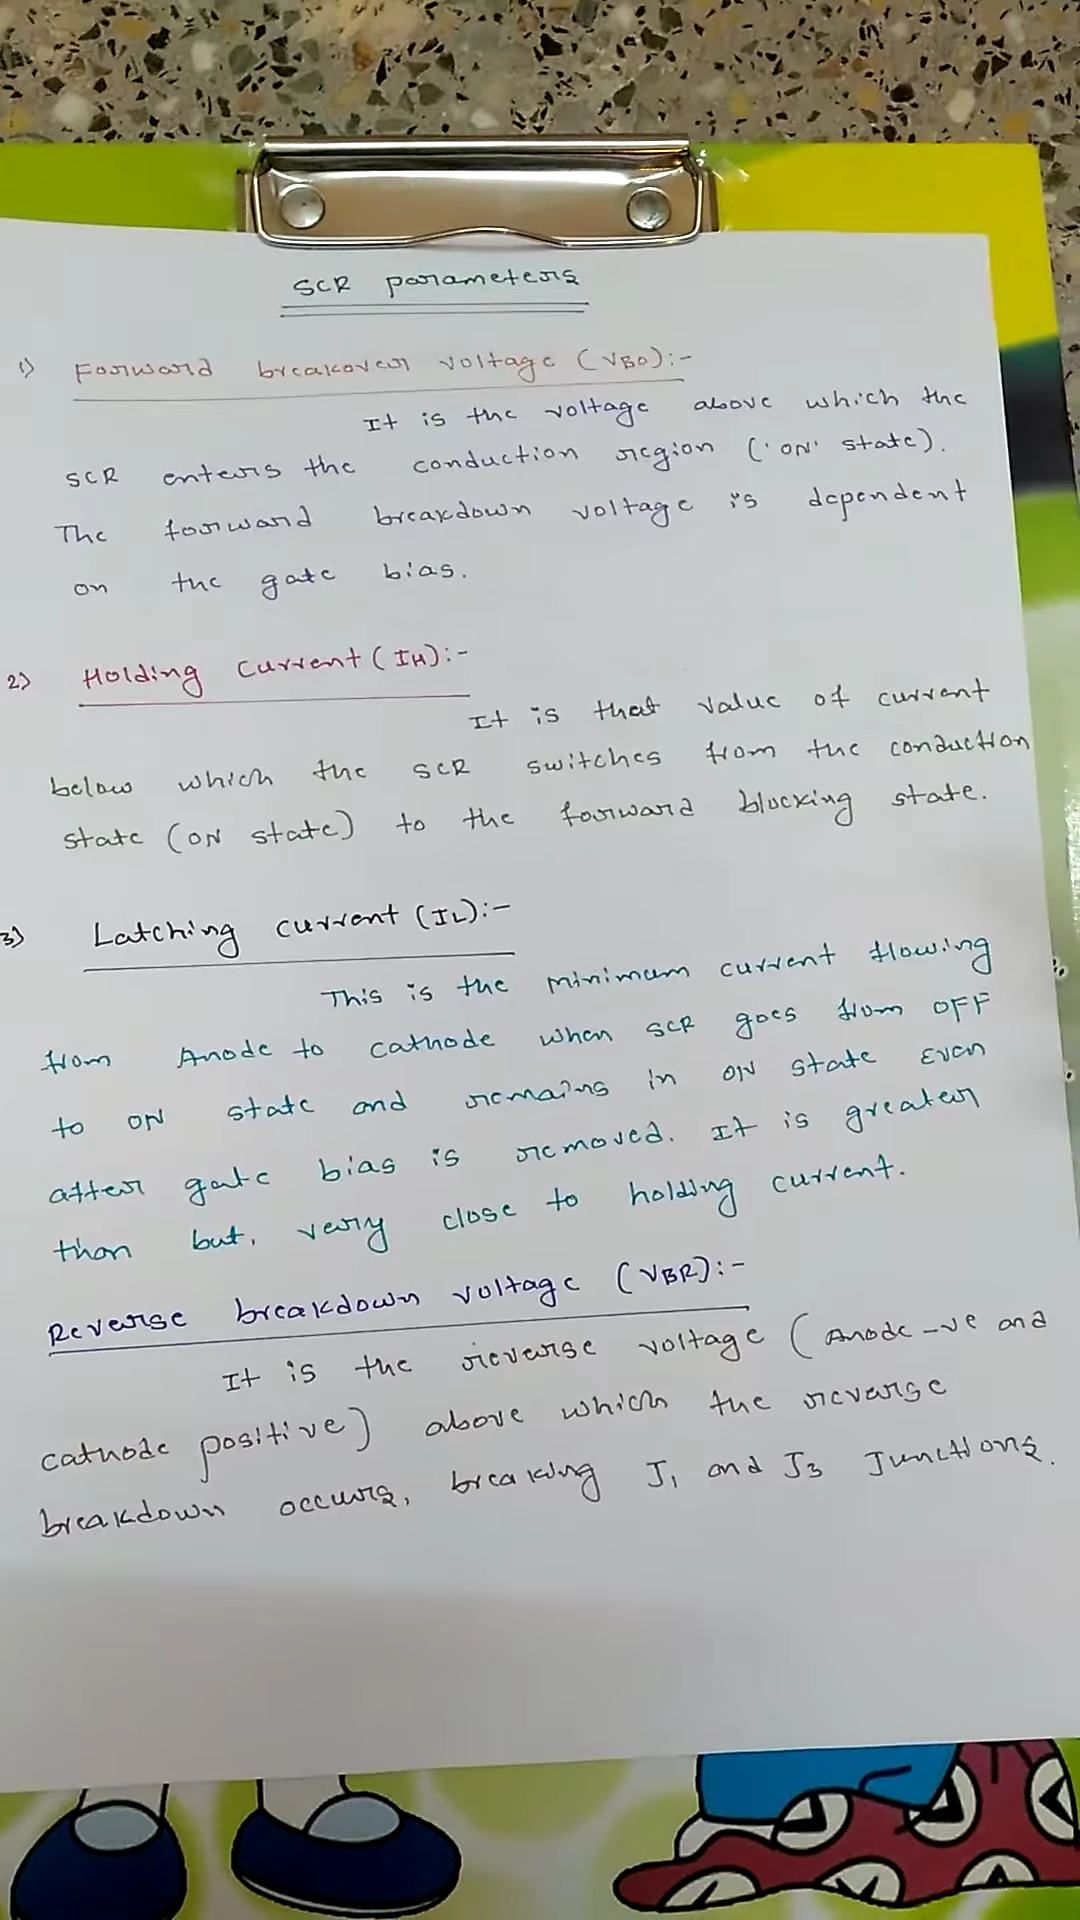 SCR parameters
1) Forward breakover voltage (VBO):-
It is the voltage above which the
SCR enters the conduction region ('ON' state).
The forward breakdown voltage is dependent
on the gate bias.
2) Holding current (IH):-
It is that value of current
below which the SCR switches from the conduction
state (ON state) to the forward blocking state.
3) Latching current (IL):-
This is the minimum current flowing
from Anode to cathode when SCR goes from OFF
to ON state and remains in ON state even
after gate bias is removed. It is greater
than but, very close to holding current.
Reverse breakdown voltage (VBR):-
It is the reverse voltage (Anode -ve and
cathode positive) above which the reverse
breakdown occurs, breaking J1 and J3 Junctions.